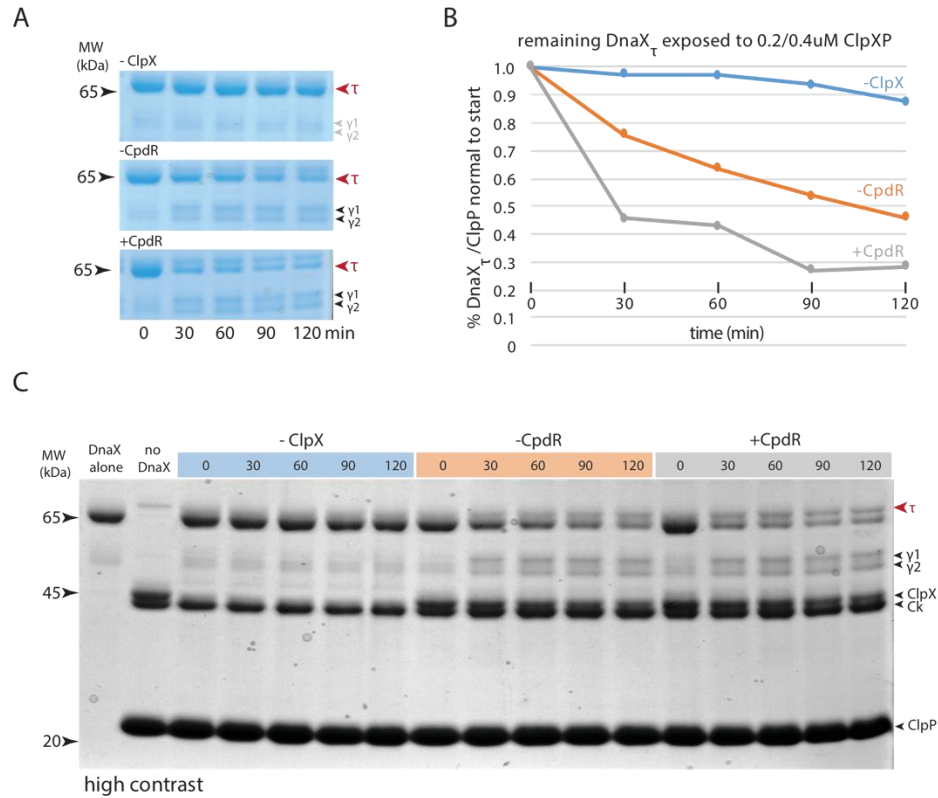 A
MW
(kDa)
- ClpX
65
τ
γ1
γ2
-CpdR
65
τ
γ1
γ2
+CpdR
65
τ
γ1
γ2
0 30 60 90 120 min
B
remaining DnaXτ exposed to 0.2/0.4uM ClpXP
% DnaXτ /ClpP normal to start
1.0
0.9
0.8
0.7
0.6
0.5
0.4
0.3
0.2
0.1
0
-ClpX
-CpdR
+CpdR
0 30 60 90 120
time (min)
C
MW
(kDa)
DnaX
alone
no
DnaX
- ClpX
-CpdR
+CpdR
0 30 60 90 120 0 30 60 90 120 0 30 60 90 120
65
45
20
τ
γ1
γ2
ClpX
Ck
ClpP
high contrast